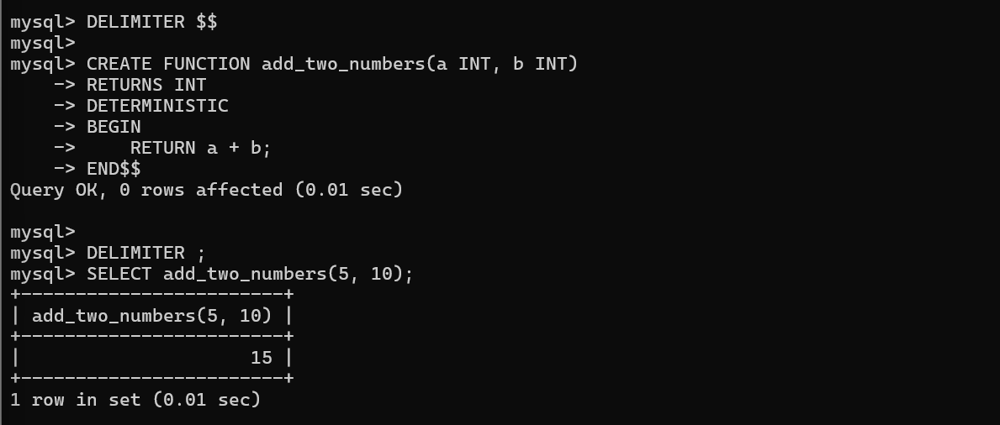 mysql> DELIMITER $$
mysql>
mysql> CREATE FUNCTION add_two_numbers(a INT, b INT)
    -> RETURNS INT
    -> DETERMINISTIC
    -> BEGIN
    ->     RETURN a + b;
    -> END$$
Query OK, 0 rows affected (0.01 sec)

mysql>
mysql> DELIMITER ;
mysql> SELECT add_two_numbers(5, 10);
+------------------------+
| add_two_numbers(5, 10) |
+------------------------+
|                     15 |
+------------------------+
1 row in set (0.01 sec)